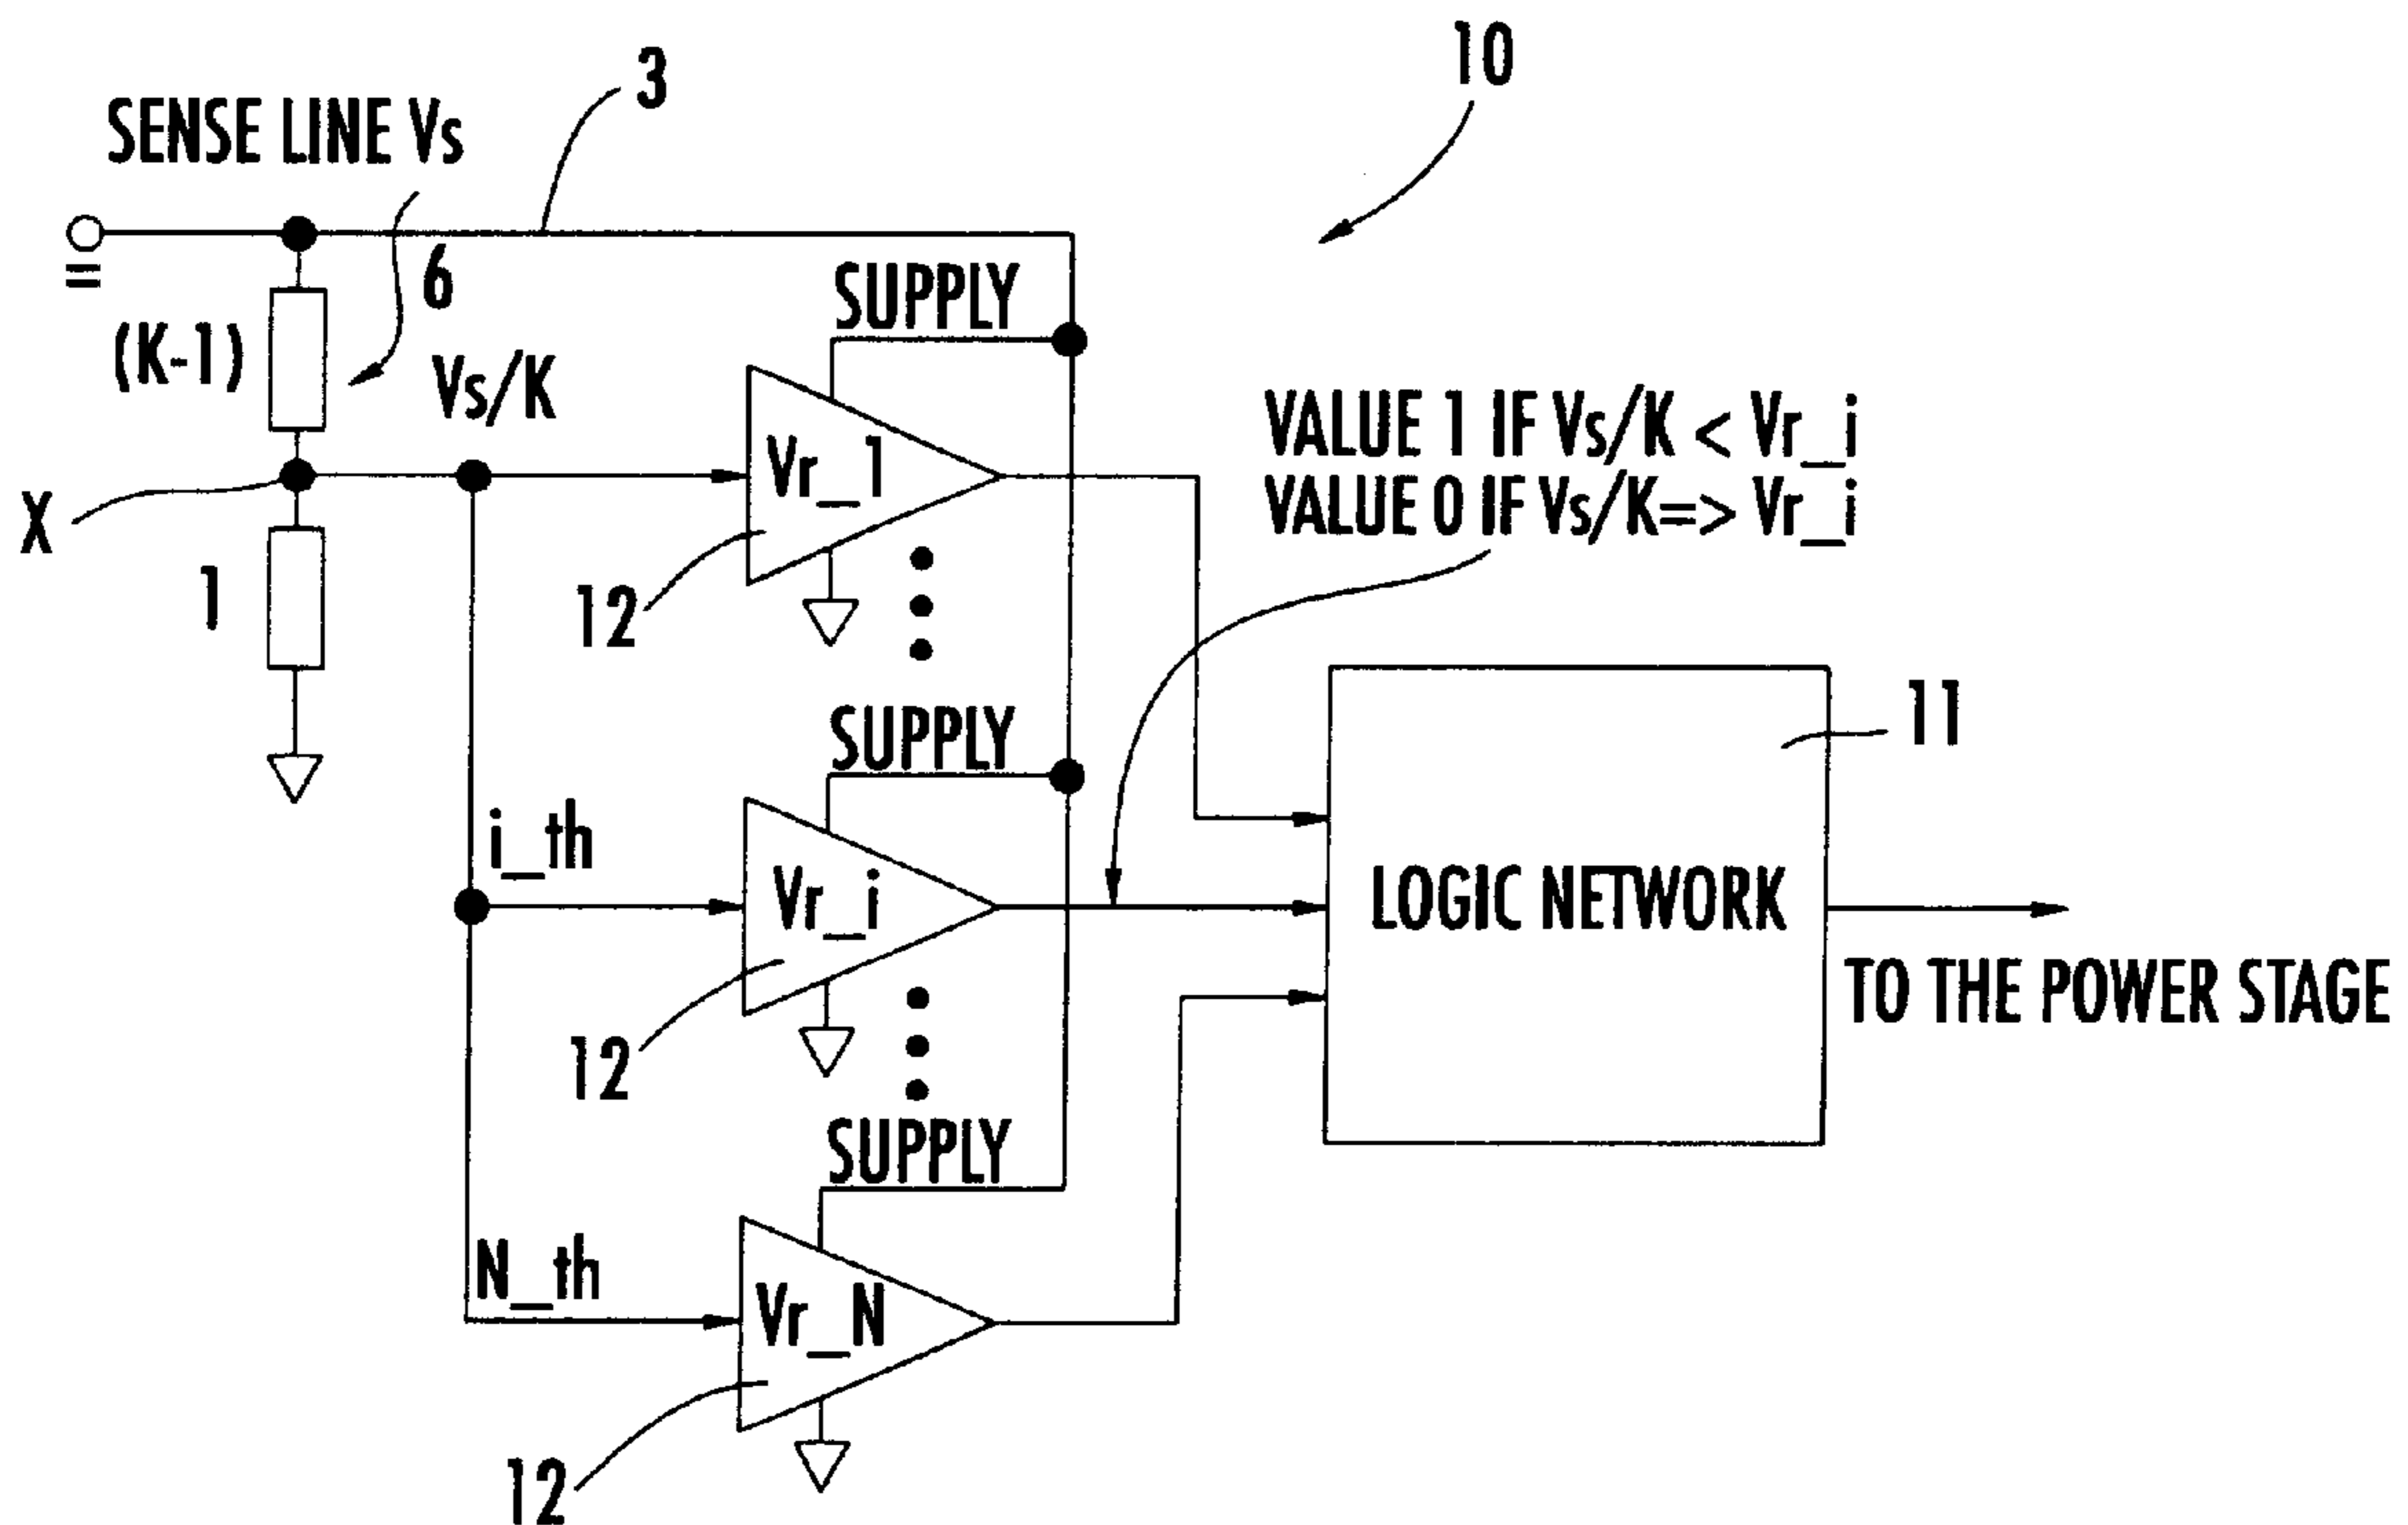 10
3
SENSE LINE Vs
=
6
SUPPLY
(K-1)
Vs/K
VALUE 1 IF Vs/K < Vr_i
VALUE 0 IF Vs/K=> Vr_i
Vr_1
X
1
12
SUPPLY
11
i_th
Vr_i
LOGIC NETWORK
TO THE POWER STAGE
12
SUPPLY
N_th
Vr_N
12